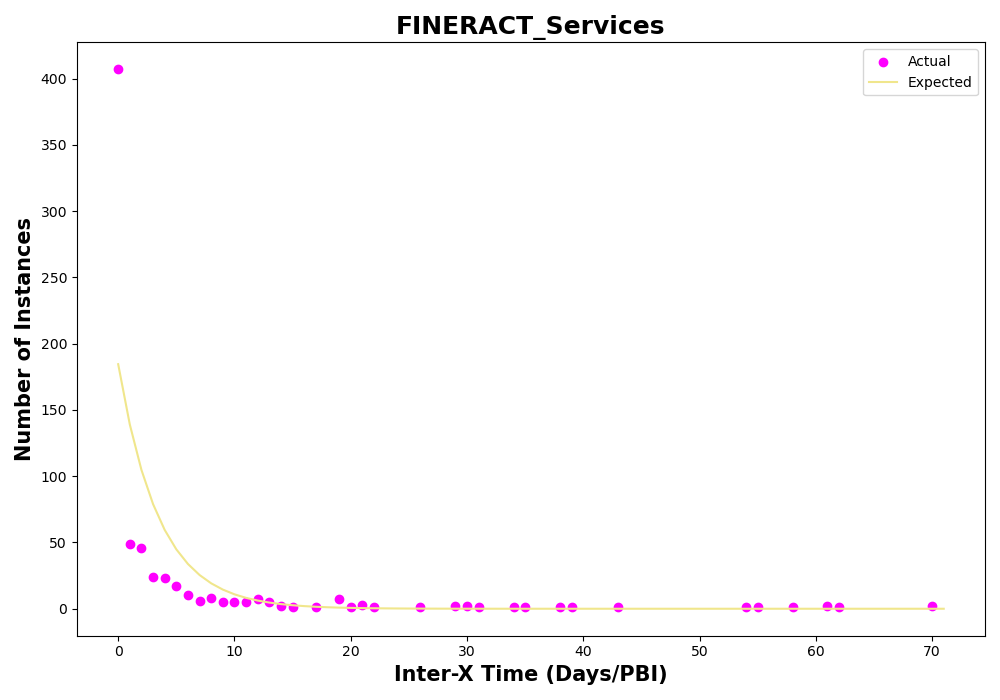 FINERACT_Services
Actual
Expected
400
350
300
250
200
150
100
50
0
Number of Instances
0 10 20 30 40 50 60 70
Inter-X Time (Days/PBI)